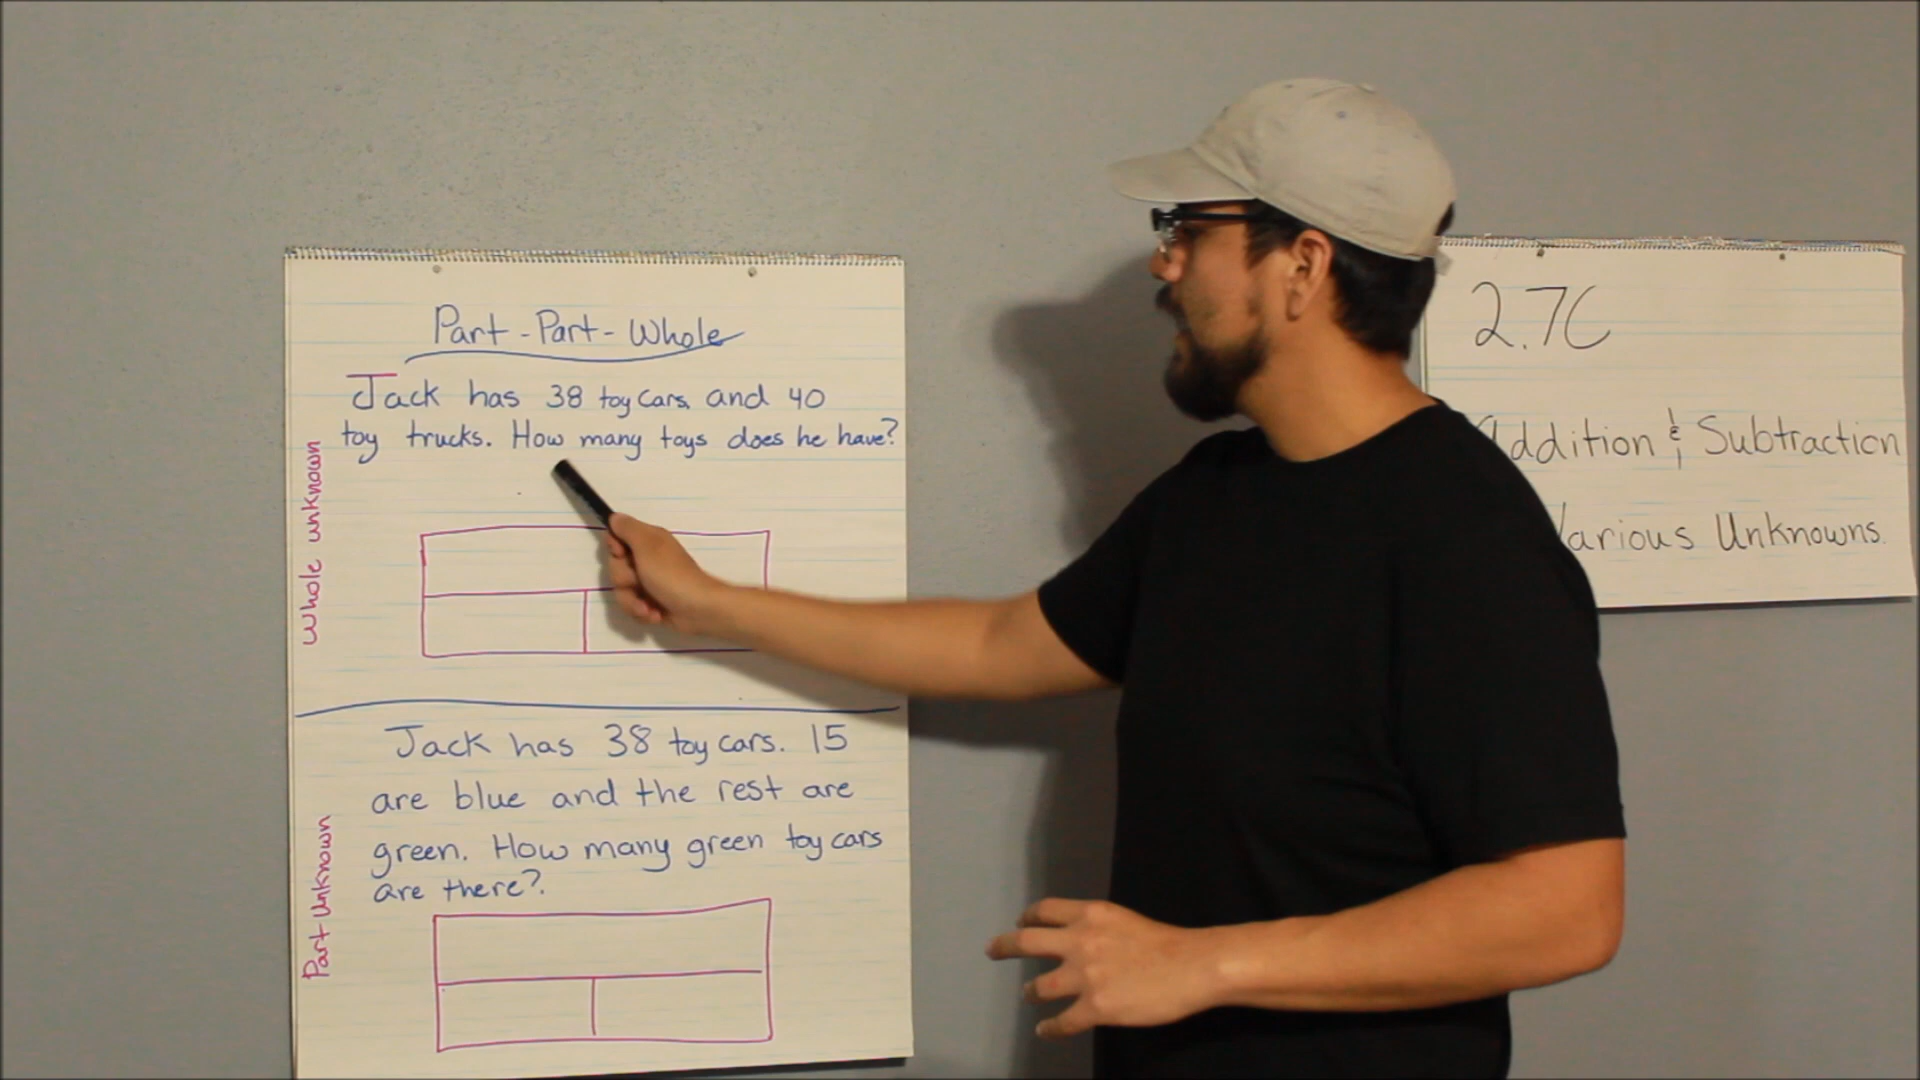 Part-Part-Whole
Jack has 38 toy cars and 40
toy trucks. How many toys does he have?
Whole unknown
Jack has 38 toy cars. 15
are blue and the rest are
green. How many green toy cars
are there?
Part Unknown
2.7C
Addition & Subtraction
Various Unknowns.